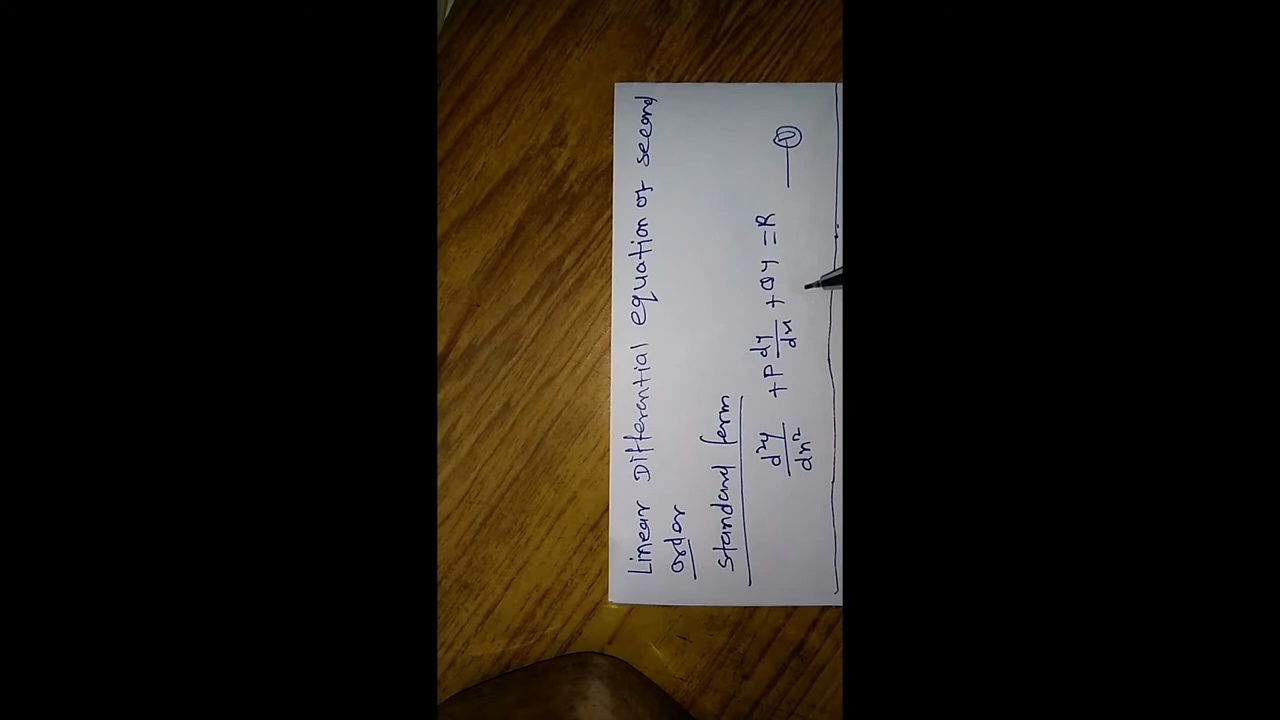 Linear Differential equation of second
order
standard form
d²y/dx² + P dy/dx + Qy = R —— ①